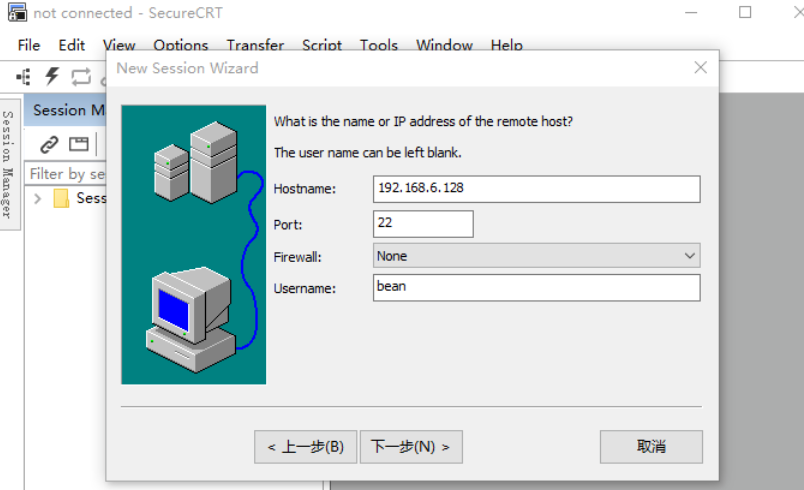 not connected - SecureCRT
File Edit View Options Transfer Script Tools Window Help
New Session Wizard
Session M
Session Manager
Filter by se
Sess
What is the name or IP address of the remote host?
The user name can be left blank.
Hostname: 192.168.6.128
Port: 22
Firewall: None
Username: bean
< 上一步(B) 下一步(N) > 取消